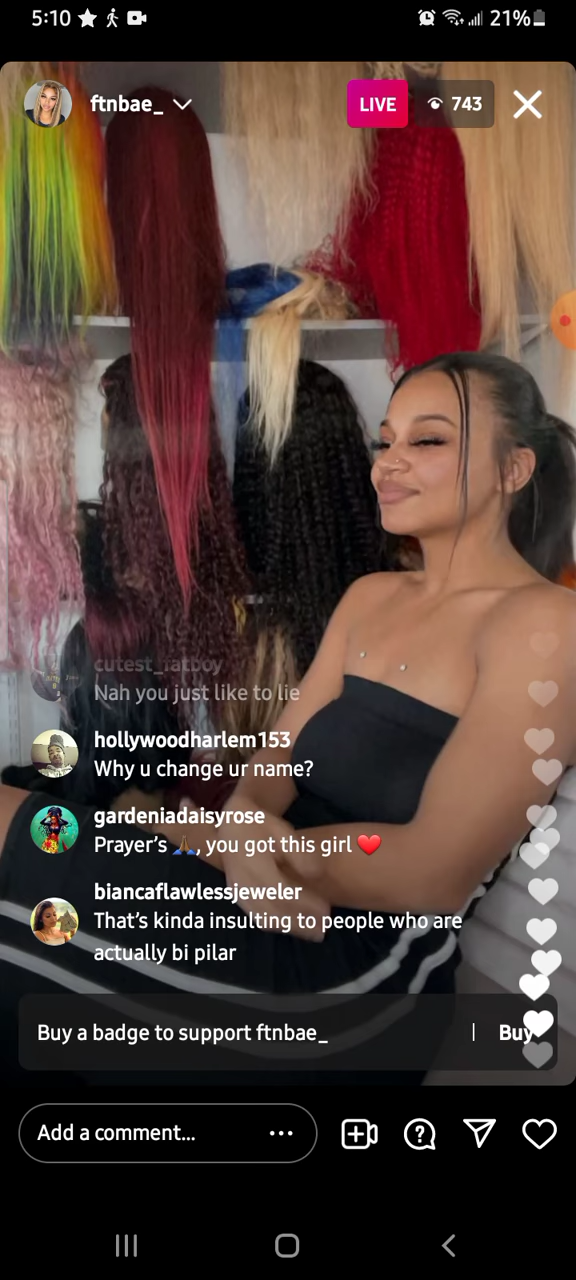 5:10 21%
ftnbae_ LIVE 743
cutest_fatboy
Nah you just like to lie
hollywoodharlem153
Why u change ur name?
gardeniadaisyrose
Prayer's 🙏🏾, you got this girl ❤️
biancaflawlessjeweler
That's kinda insulting to people who are
actually bi pilar
Buy a badge to support ftnbae_ | Buy
Add a comment...